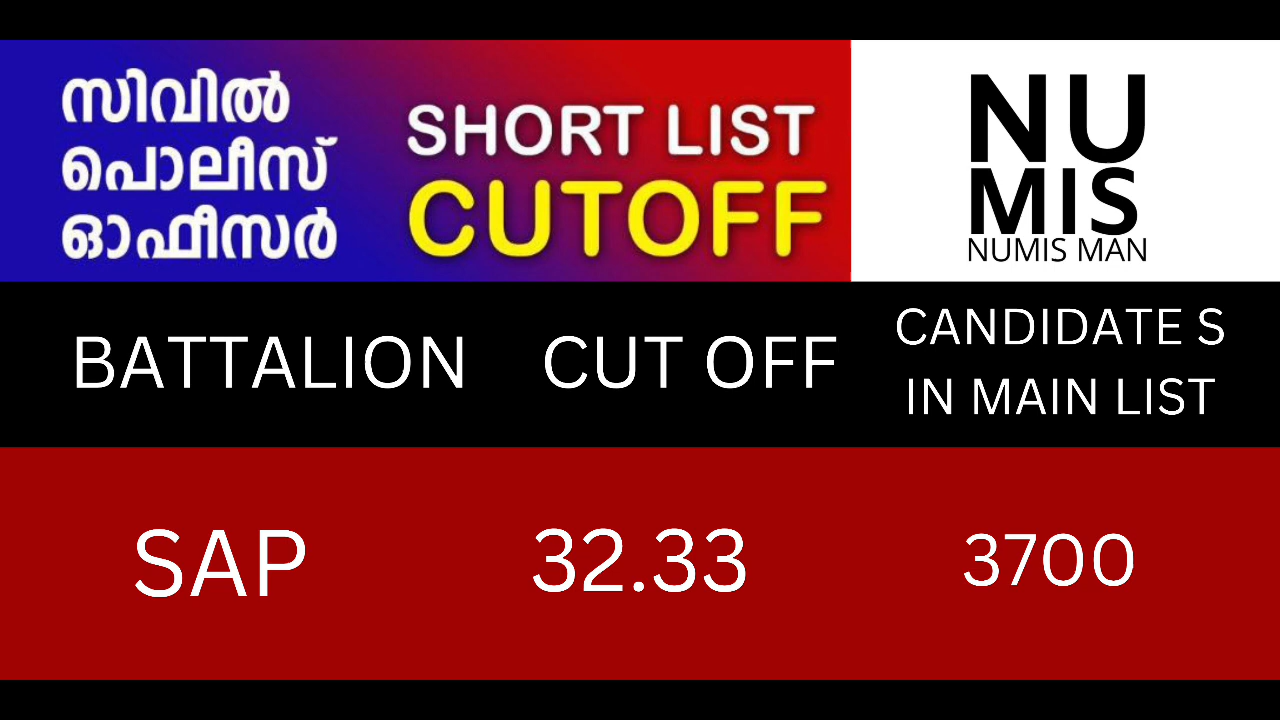 സിവിൽ
പൊലീസ്
ഓഫീസർ
SHORT LIST
CUTOFF
NU
MIS
NUMIS MAN
BATTALION
CUT OFF
CANDIDATE S
IN MAIN LIST
SAP
32.33
3700